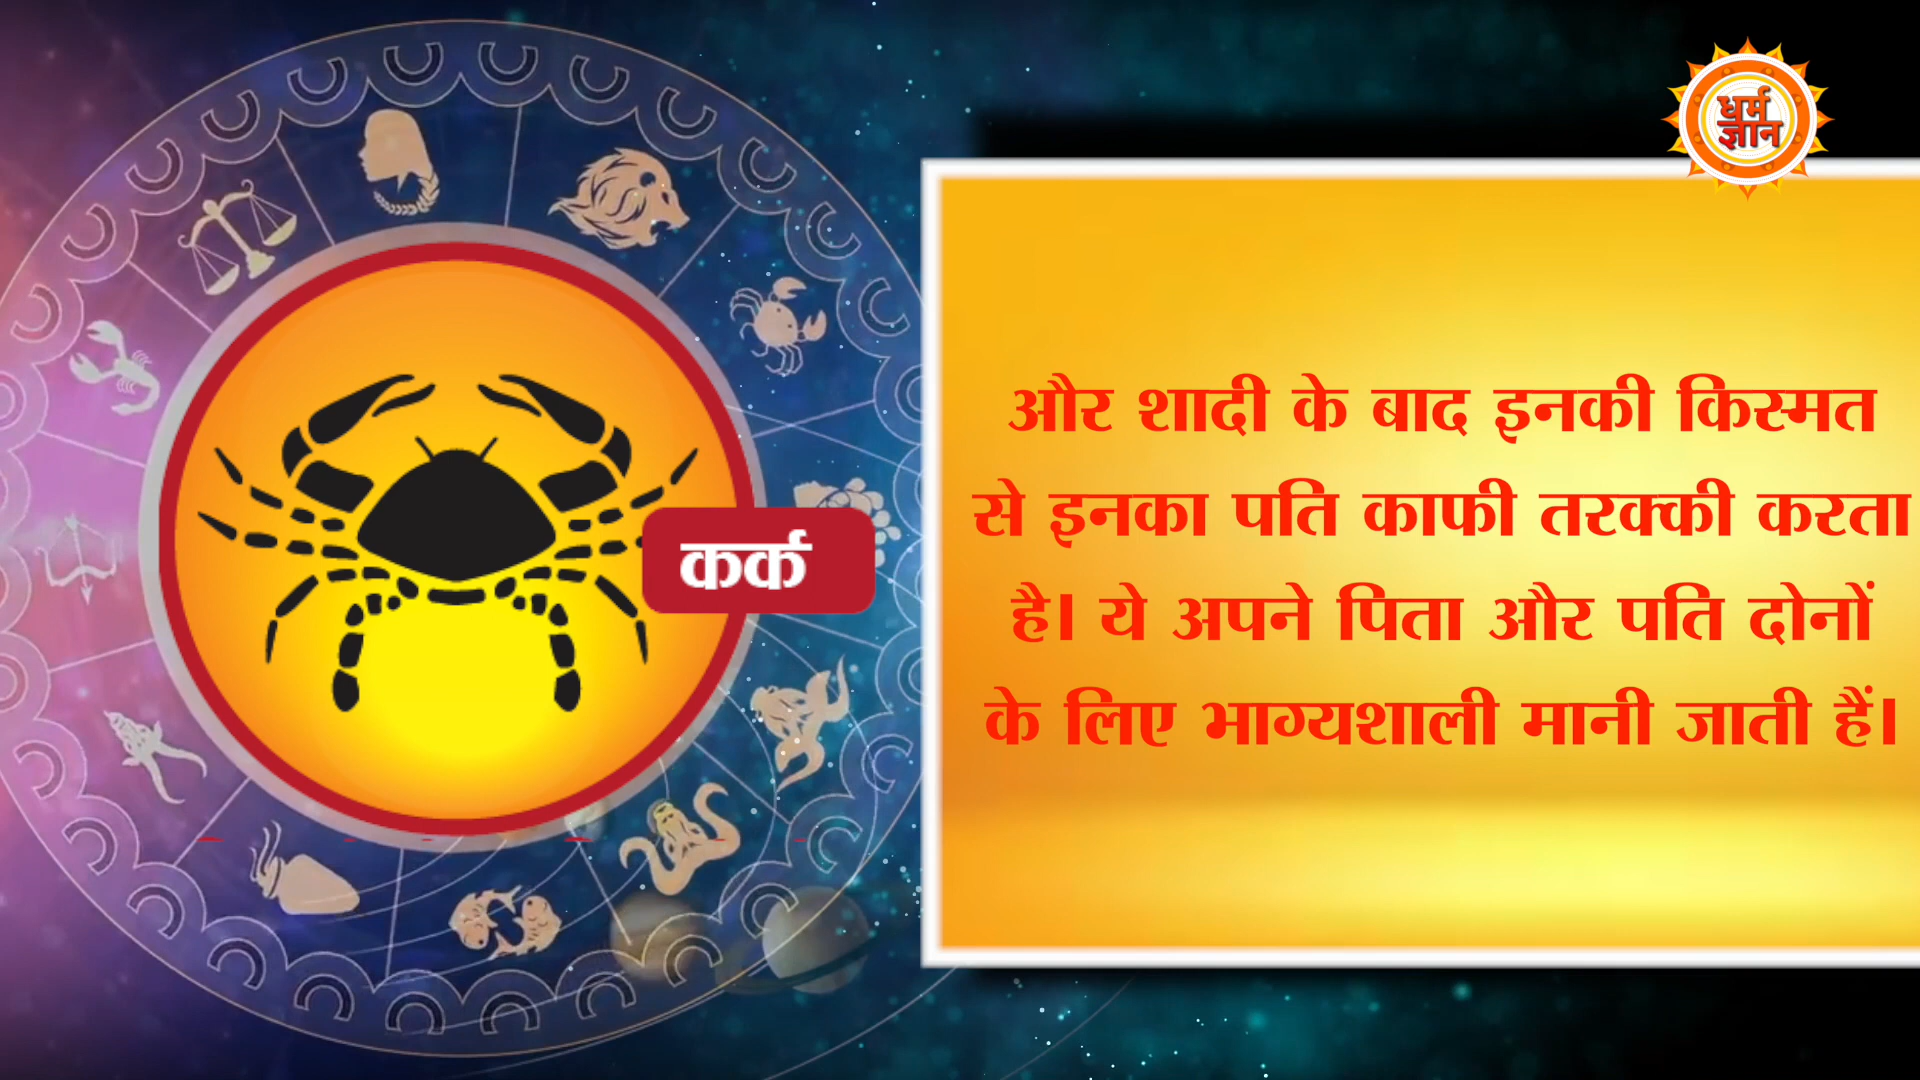 धर्म
ज्ञान
कर्क
और शादी के बाद इनकी किस्मत
से इनका पति काफी तरक्की करता
है। ये अपने पिता और पति दोनों
के लिए भाग्यशाली मानी जाती हैं।